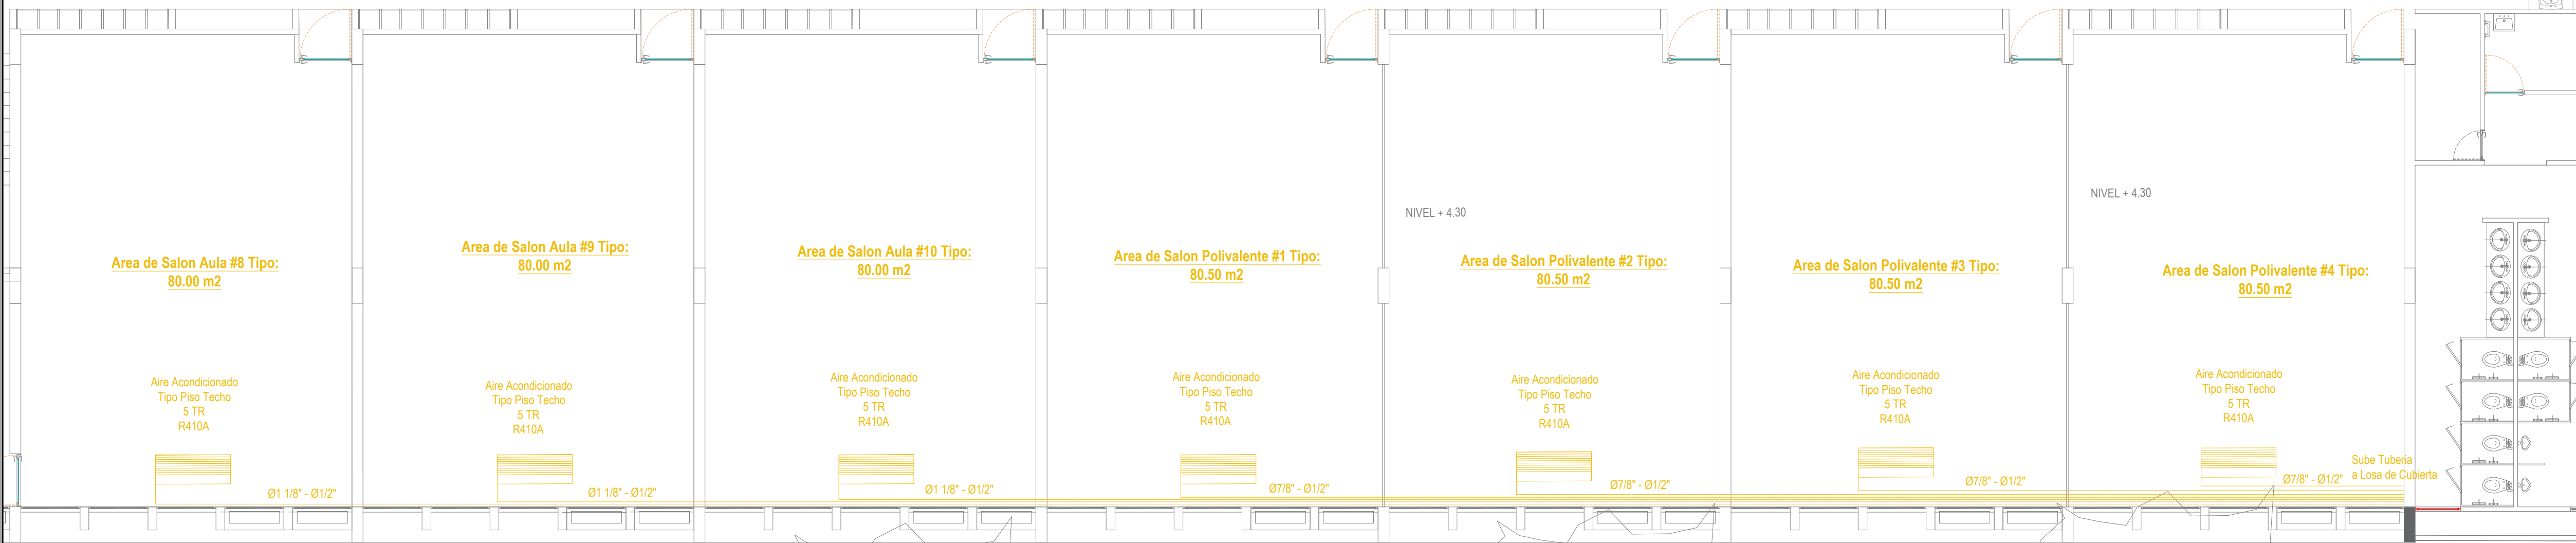 NIVEL + 4.30
NIVEL + 4.30
Area de Salon Aula #8 Tipo:
80.00 m2
Area de Salon Aula #9 Tipo:
80.00 m2
Area de Salon Aula #10 Tipo:
80.00 m2
Area de Salon Polivalente #1 Tipo:
80.50 m2
Area de Salon Polivalente #2 Tipo:
80.50 m2
Area de Salon Polivalente #3 Tipo:
80.50 m2
Area de Salon Polivalente #4 Tipo:
80.50 m2
Aire Acondicionado
Tipo Piso Techo
5 TR
R410A
Aire Acondicionado
Tipo Piso Techo
5 TR
R410A
Aire Acondicionado
Tipo Piso Techo
5 TR
R410A
Aire Acondicionado
Tipo Piso Techo
5 TR
R410A
Aire Acondicionado
Tipo Piso Techo
5 TR
R410A
Aire Acondicionado
Tipo Piso Techo
5 TR
R410A
Aire Acondicionado
Tipo Piso Techo
5 TR
R410A
Ø1 1/8" - Ø1/2"
Ø1 1/8" - Ø1/2"
Ø1 1/8" - Ø1/2"
Ø7/8" - Ø1/2"
Ø7/8" - Ø1/2"
Ø7/8" - Ø1/2"
Ø7/8" - Ø1/2"
Sube Tuberia
a Losa de Cubierta